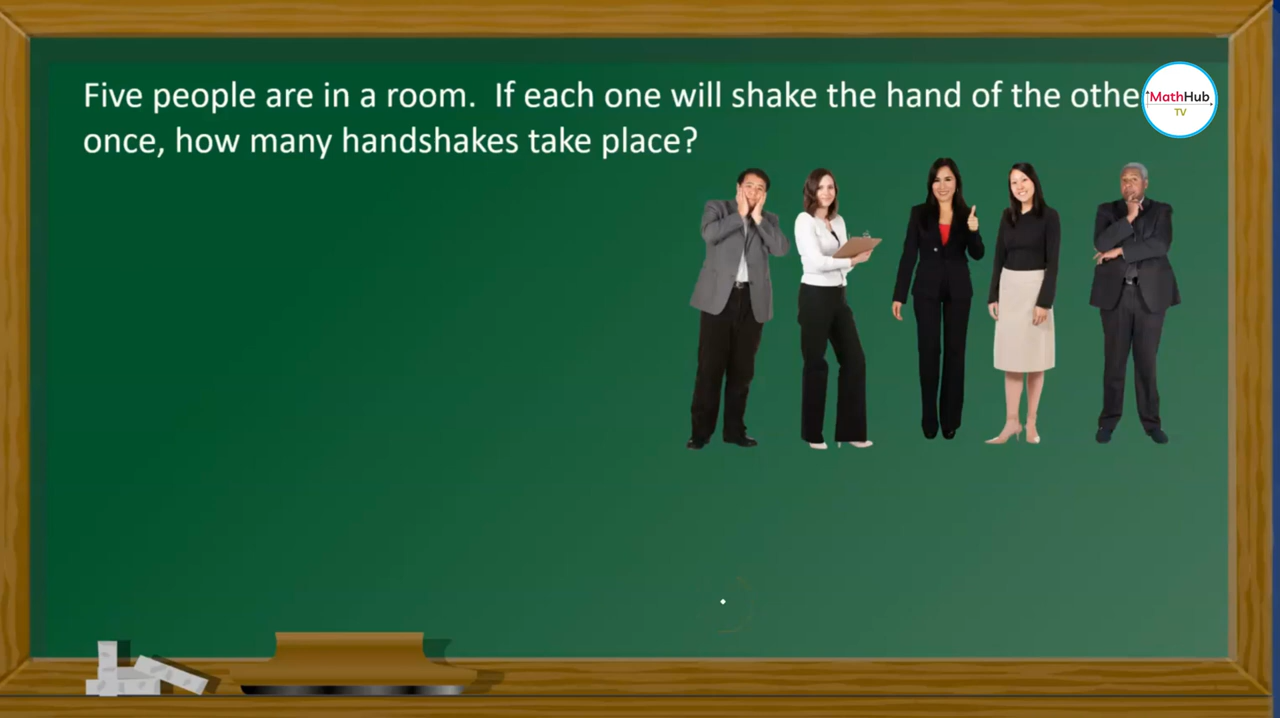 Five people are in a room.  If each one will shake the hand of the othe
once, how many handshakes take place?
MathHub
TV